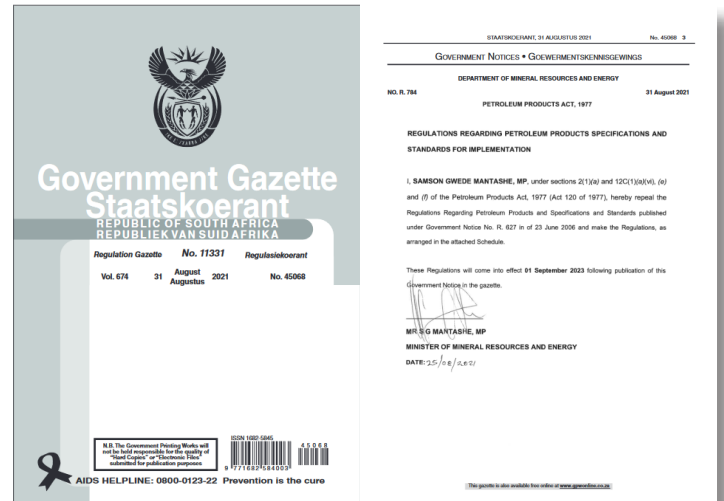 Government Gazette
Staatskoerant
REPUBLIC OF SOUTH AFRICA
REPUBLIEK VAN SUID AFRIKA
Regulation Gazette No. 11331 Regulasiekoerant
Vol. 674 31 August 2021 No. 45068
Augustus
N.B. The Government Printing Works will
not be held responsible for the quality of
"Hard Copies" or "Electronic Files"
submitted for publication purposes
ISSN 1682-5845
45068
9 771682 584003
AIDS HELPLINE: 0800-0123-22 Prevention is the cure
STAATSKOERANT, 31 AUGUSTUS 2021 No. 45068 3
GOVERNMENT NOTICES • GOEWERMENTSKENNISGEWINGS
DEPARTMENT OF MINERAL RESOURCES AND ENERGY
NO. R. 784 31 August 2021
PETROLEUM PRODUCTS ACT, 1977
REGULATIONS REGARDING PETROLEUM PRODUCTS SPECIFICATIONS AND
STANDARDS FOR IMPLEMENTATION
I, SAMSON GWEDE MANTASHE, MP, under sections 2(1)(a) and 12C(1)(a)(vi), (e)
and (f) of the Petroleum Products Act, 1977 (Act 120 of 1977), hereby repeal the
Regulations Regarding Petroleum Products and Specifications and Standards published
under Government Notice No. R. 627 in of 23 June 2006 and make the Regulations, as
arranged in the attached Schedule.
These Regulations will come into effect 01 September 2023 following publication of this
Government Notice in the gazette.
MR S G MANTASHE, MP
MINISTER OF MINERAL RESOURCES AND ENERGY
DATE: 25/08/2021
This gazette is also available free online at www.gpwonline.co.za